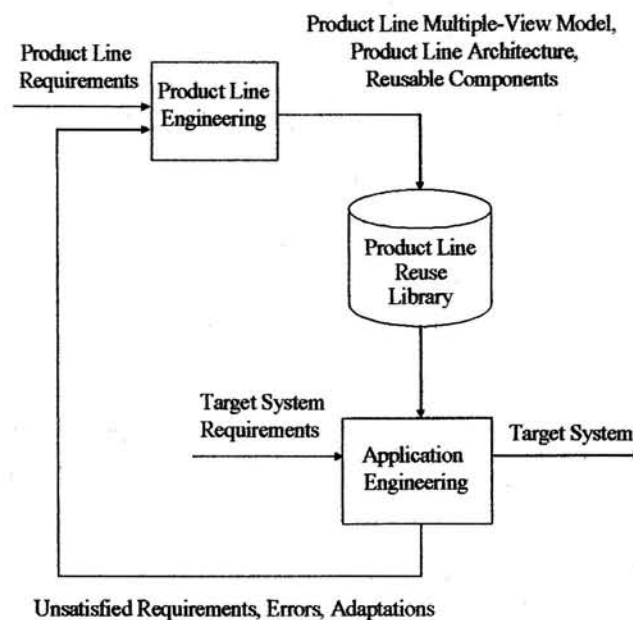 Product Line Multiple-View Model,
Product Line Architecture,
Reusable Components
Product Line
Requirements
Product Line
Engineering
Product Line
Reuse
Library
Target System
Requirements
Application
Engineering
Target System
Unsatisfied Requirements, Errors, Adaptations